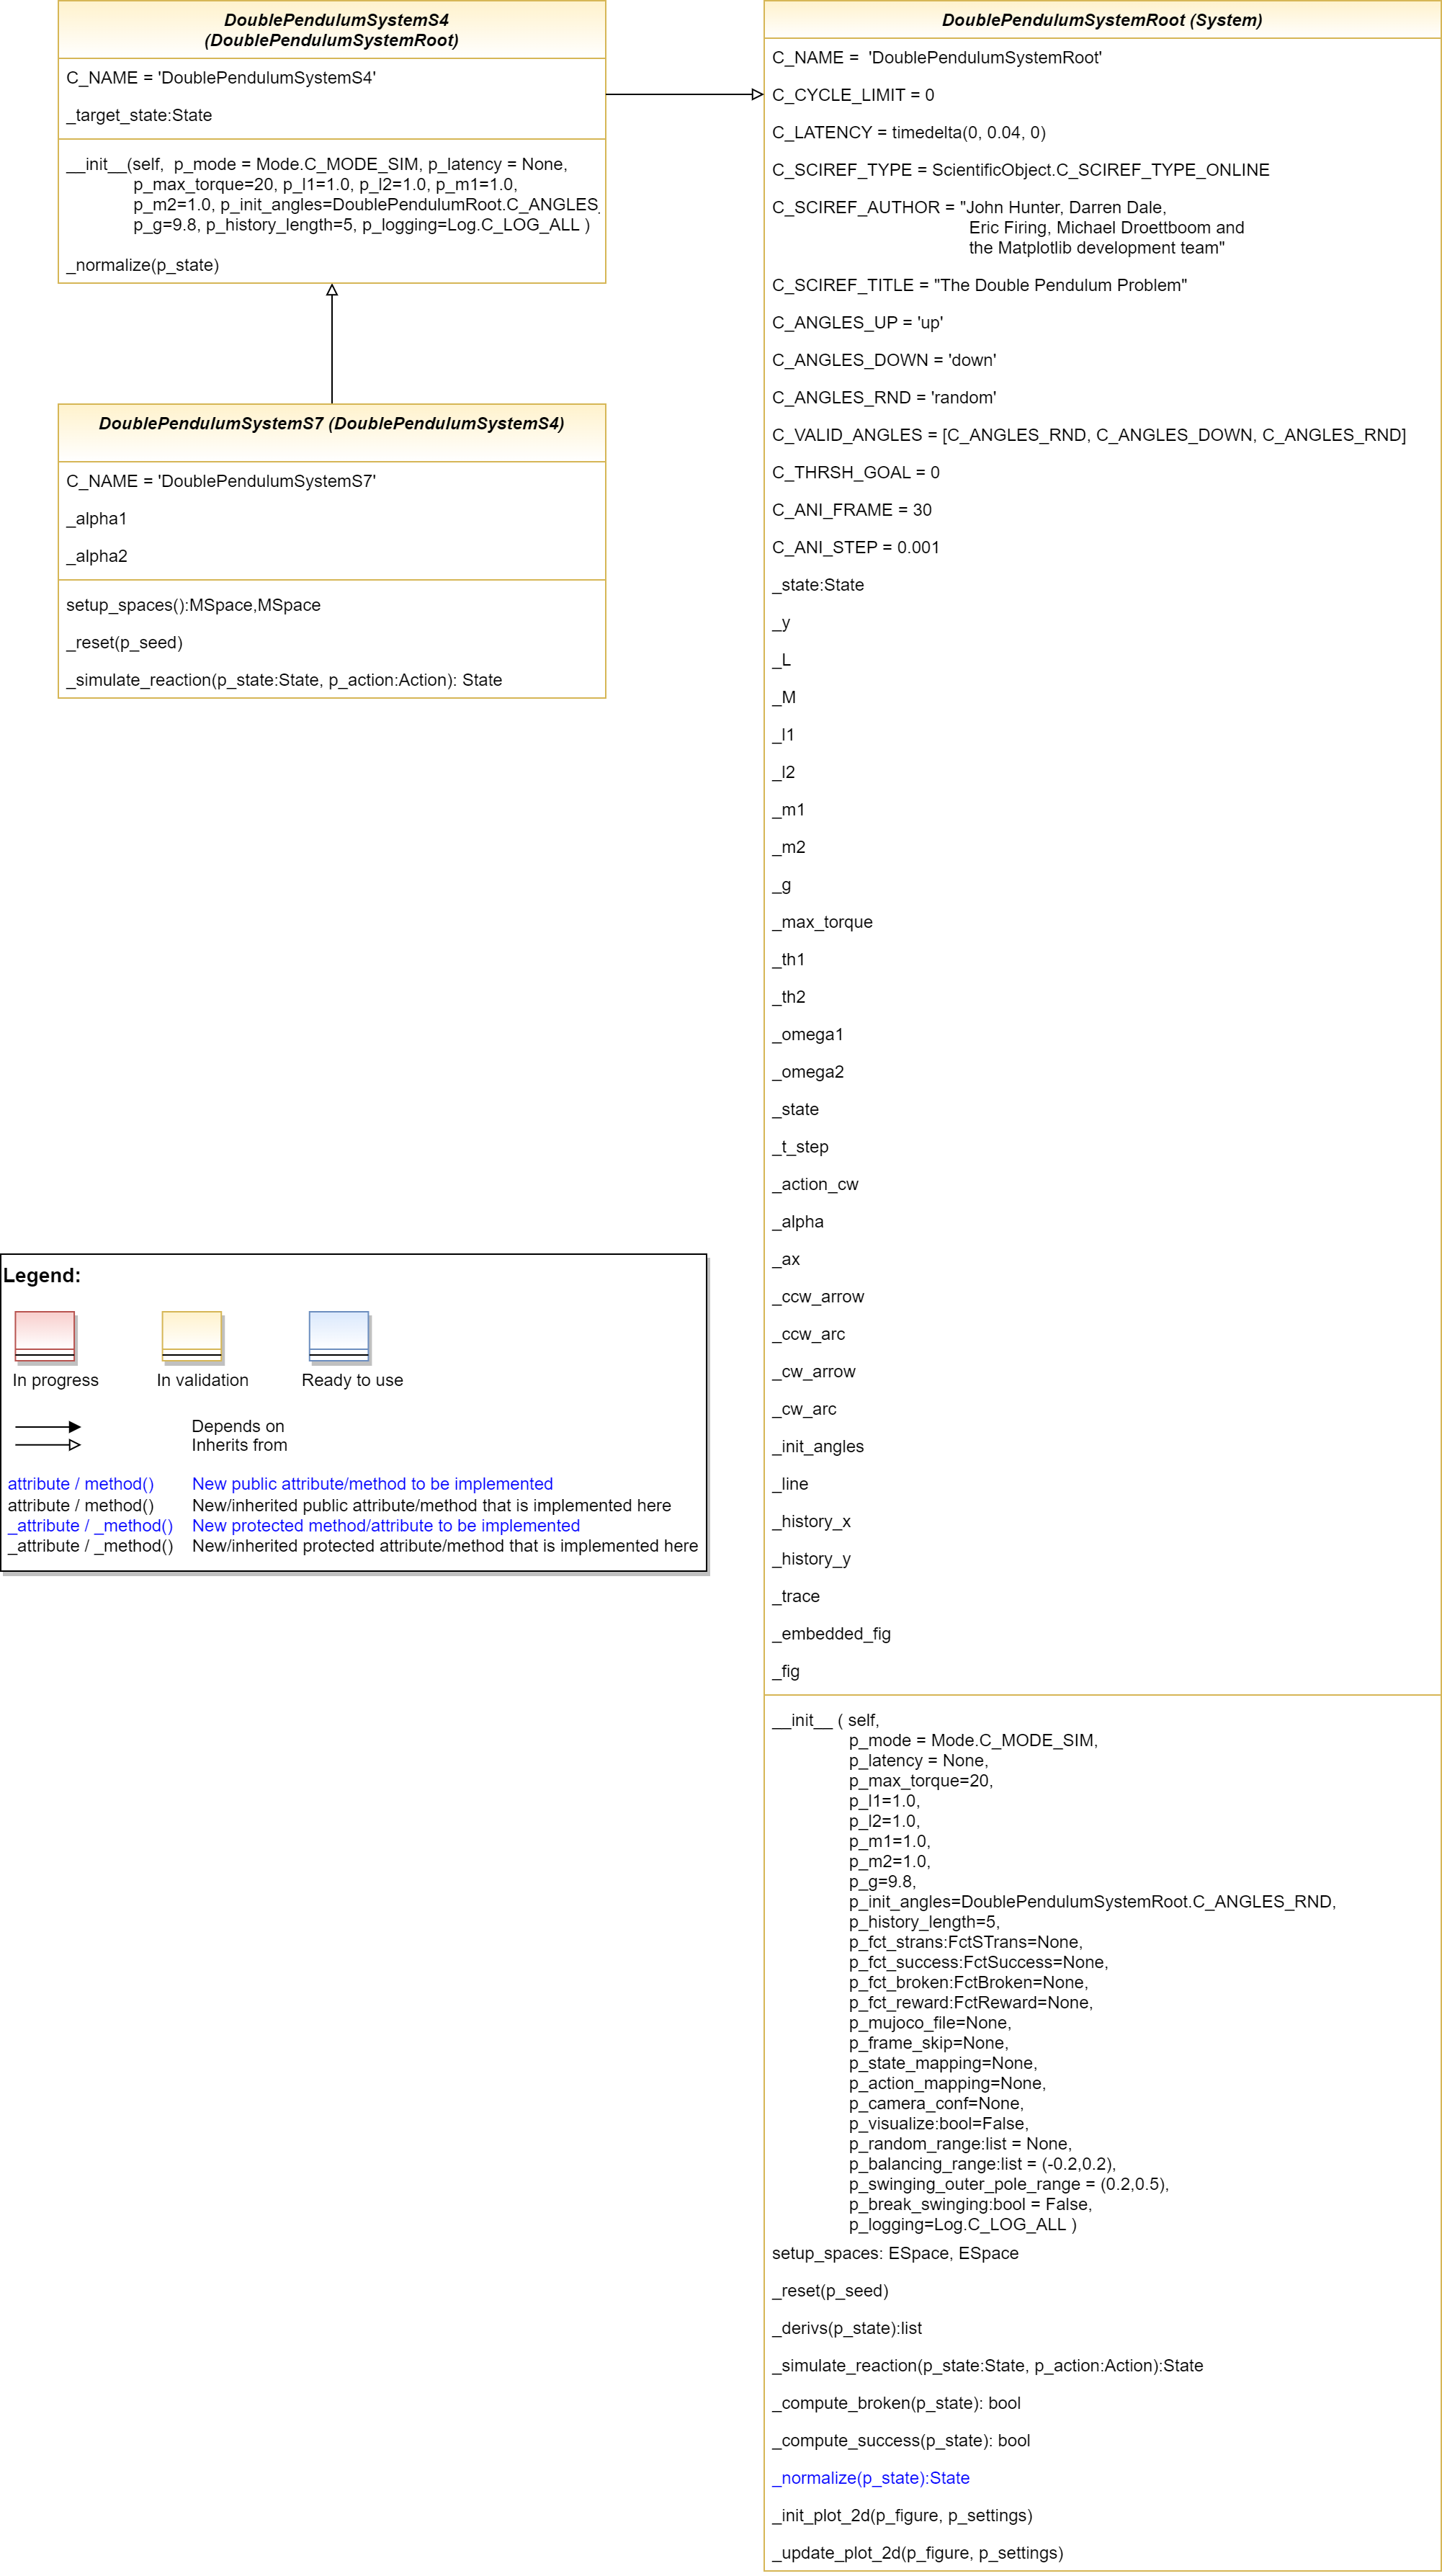 DoublePendulumSystemS4
(DoublePendulumSystemRoot)
C_NAME = 'DoublePendulumSystemS4'
_target_state:State
__init__(self,  p_mode = Mode.C_MODE_SIM, p_latency = None,
p_max_torque=20, p_l1=1.0, p_l2=1.0, p_m1=1.0,
p_m2=1.0, p_init_angles=DoublePendulumRoot.C_ANGLES_
p_g=9.8, p_history_length=5, p_logging=Log.C_LOG_ALL )
_normalize(p_state)
DoublePendulumSystemS7 (DoublePendulumSystemS4)
C_NAME = 'DoublePendulumSystemS7'
_alpha1
_alpha2
setup_spaces():MSpace,MSpace
_reset(p_seed)
_simulate_reaction(p_state:State, p_action:Action): State
Legend:
In progress
In validation
Ready to use
Depends on
Inherits from
attribute / method() New public attribute/method to be implemented
attribute / method() New/inherited public attribute/method that is implemented here
_attribute / _method() New protected method/attribute to be implemented
_attribute / _method() New/inherited protected attribute/method that is implemented here
DoublePendulumSystemRoot (System)
C_NAME =  'DoublePendulumSystemRoot'
C_CYCLE_LIMIT = 0
C_LATENCY = timedelta(0, 0.04, 0)
C_SCIREF_TYPE = ScientificObject.C_SCIREF_TYPE_ONLINE
C_SCIREF_AUTHOR = "John Hunter, Darren Dale,
Eric Firing, Michael Droettboom and
the Matplotlib development team"
C_SCIREF_TITLE = "The Double Pendulum Problem"
C_ANGLES_UP = 'up'
C_ANGLES_DOWN = 'down'
C_ANGLES_RND = 'random'
C_VALID_ANGLES = [C_ANGLES_RND, C_ANGLES_DOWN, C_ANGLES_RND]
C_THRSH_GOAL = 0
C_ANI_FRAME = 30
C_ANI_STEP = 0.001
_state:State
_y
_L
_M
_l1
_l2
_m1
_m2
_g
_max_torque
_th1
_th2
_omega1
_omega2
_state
_t_step
_action_cw
_alpha
_ax
_ccw_arrow
_ccw_arc
_cw_arrow
_cw_arc
_init_angles
_line
_history_x
_history_y
_trace
_embedded_fig
_fig
__init__ ( self,
p_mode = Mode.C_MODE_SIM,
p_latency = None,
p_max_torque=20,
p_l1=1.0,
p_l2=1.0,
p_m1=1.0,
p_m2=1.0,
p_g=9.8,
p_init_angles=DoublePendulumSystemRoot.C_ANGLES_RND,
p_history_length=5,
p_fct_strans:FctSTrans=None,
p_fct_success:FctSuccess=None,
p_fct_broken:FctBroken=None,
p_fct_reward:FctReward=None,
p_mujoco_file=None,
p_frame_skip=None,
p_state_mapping=None,
p_action_mapping=None,
p_camera_conf=None,
p_visualize:bool=False,
p_random_range:list = None,
p_balancing_range:list = (-0.2,0.2),
p_swinging_outer_pole_range = (0.2,0.5),
p_break_swinging:bool = False,
p_logging=Log.C_LOG_ALL )
setup_spaces: ESpace, ESpace
_reset(p_seed)
_derivs(p_state):list
_simulate_reaction(p_state:State, p_action:Action):State
_compute_broken(p_state): bool
_compute_success(p_state): bool
_normalize(p_state):State
_init_plot_2d(p_figure, p_settings)
_update_plot_2d(p_figure, p_settings)